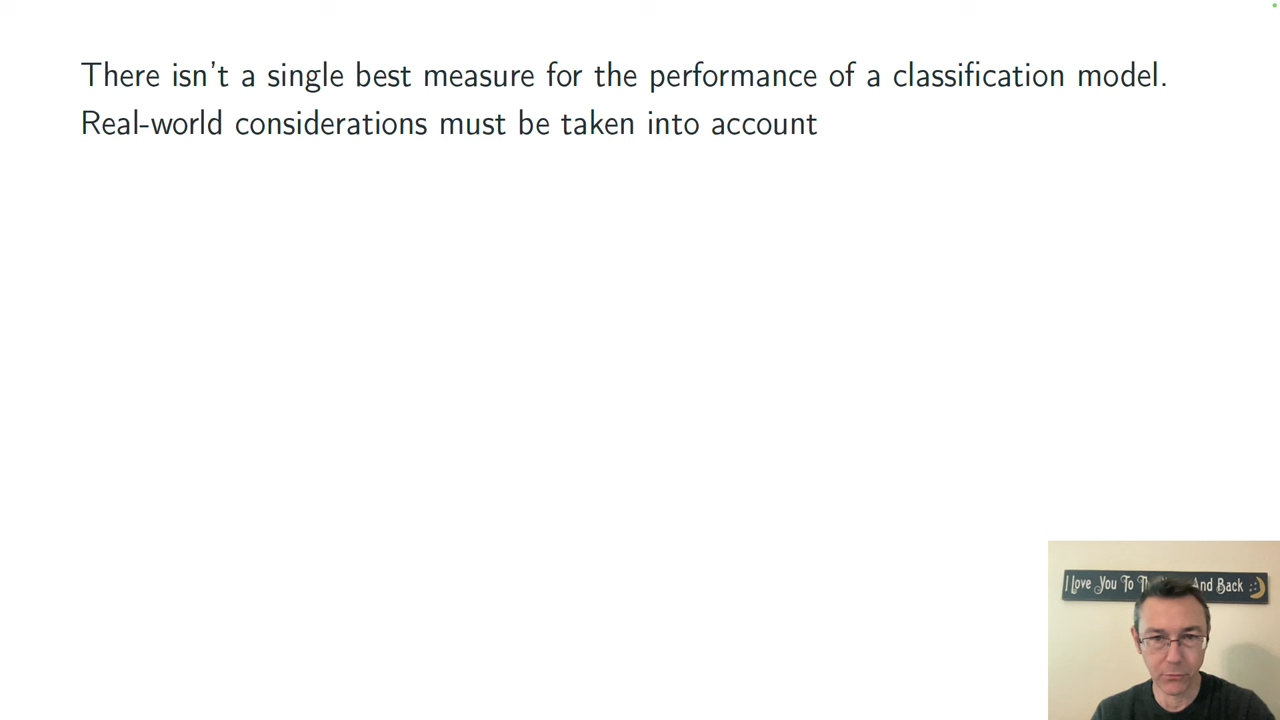 There isn't a single best measure for the performance of a classification model.
Real-world considerations must be taken into account
I Love You To And Back